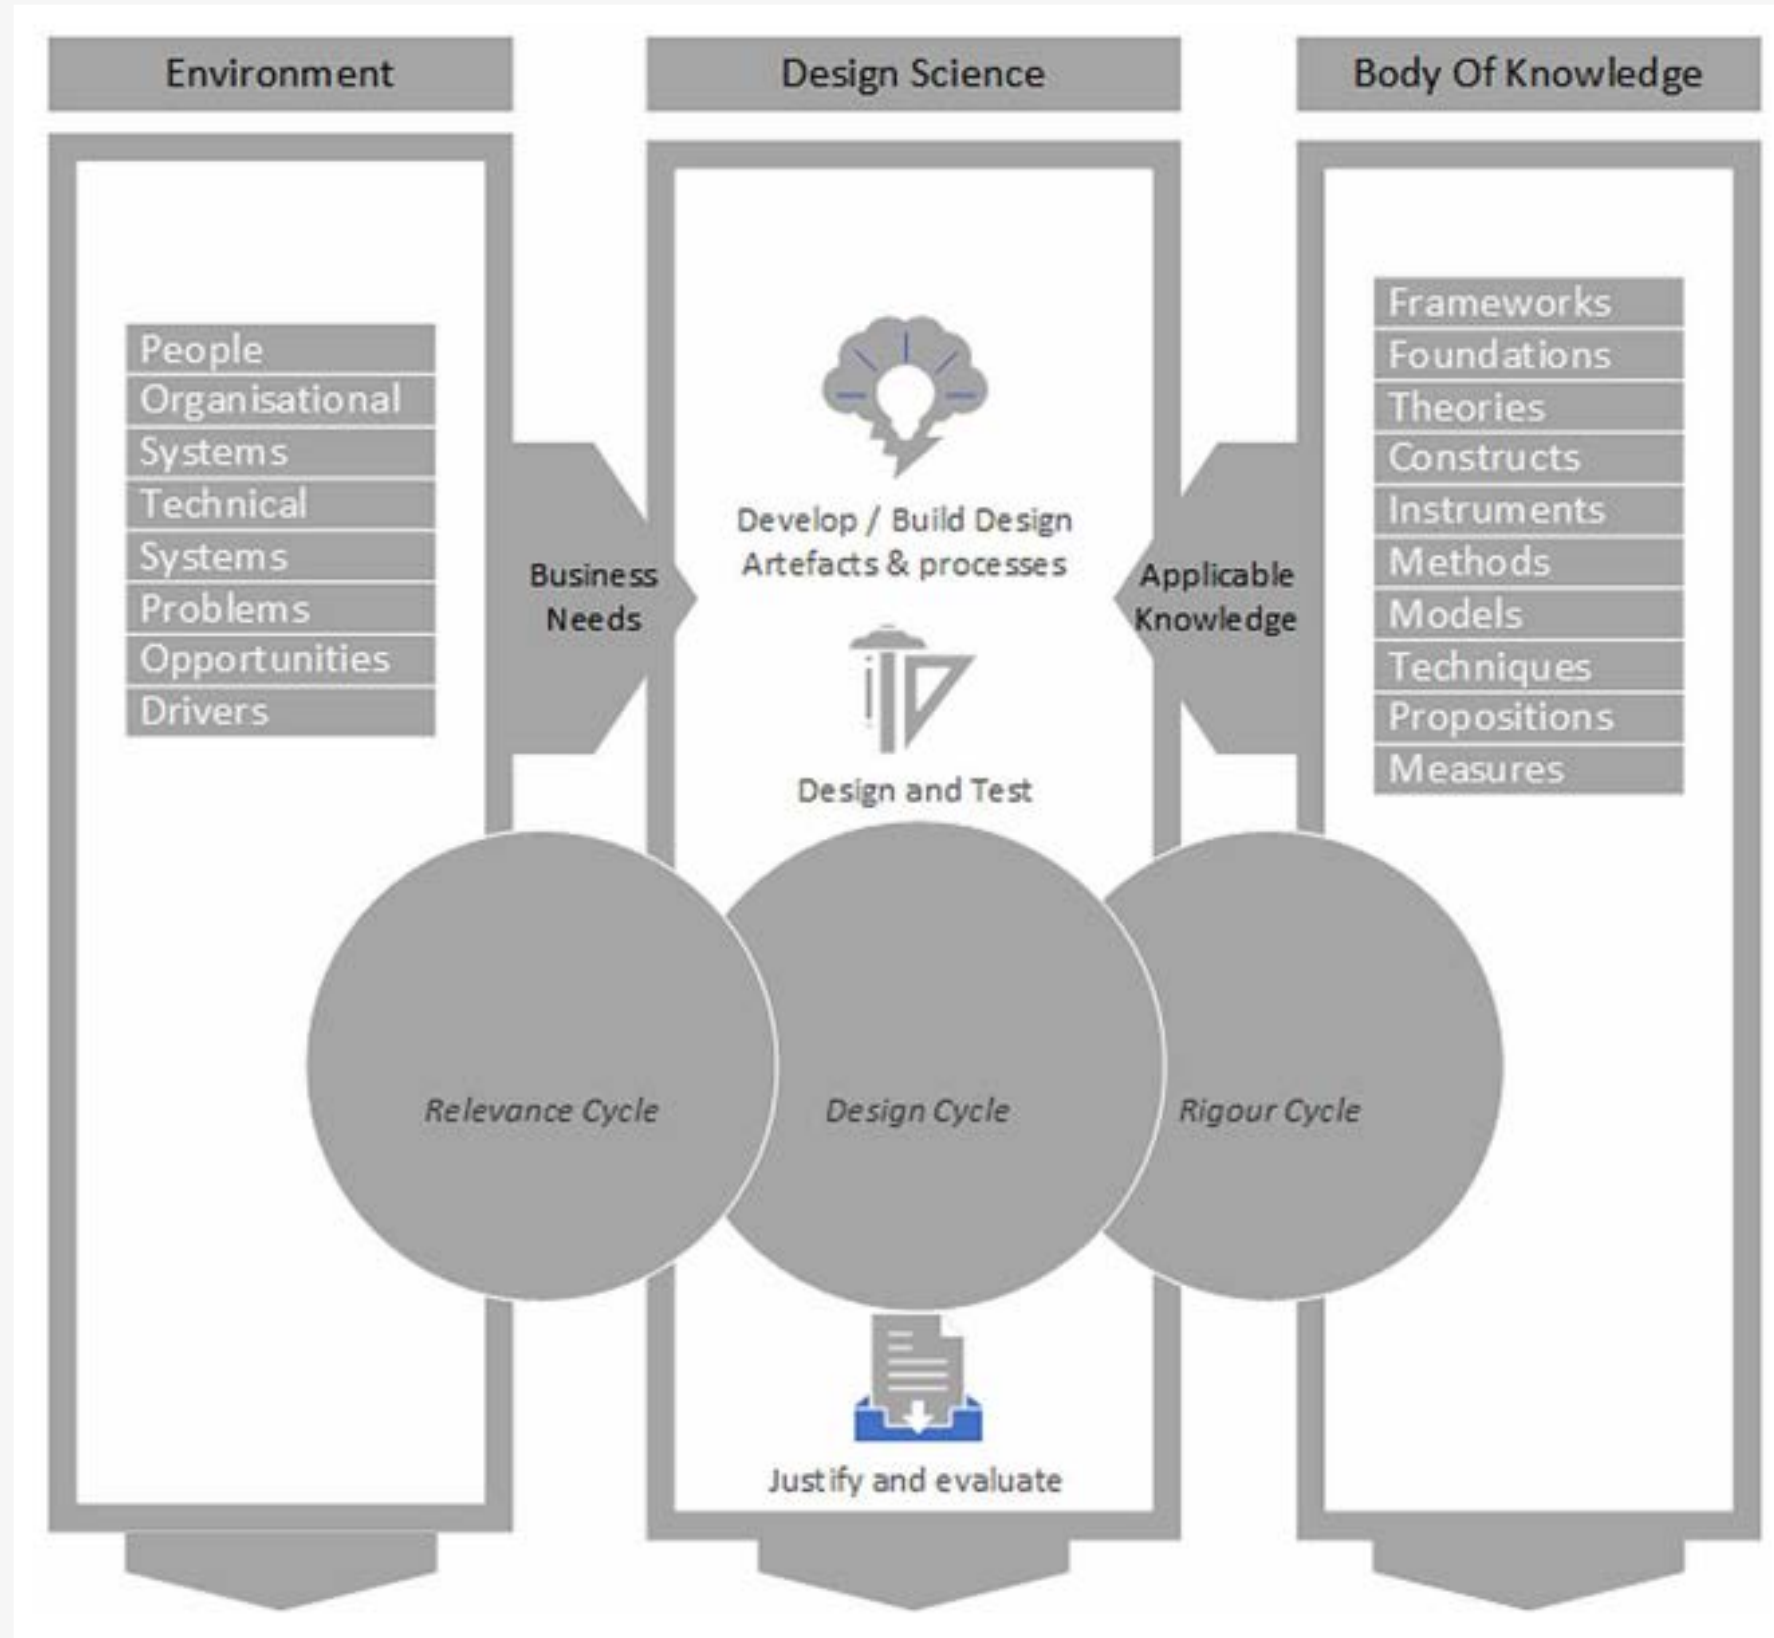 Environment
Design Science
Body Of Knowledge
People
Organisational
Systems
Technical
Systems
Problems
Opportunities
Drivers
Business
Needs
Develop / Build Design
Artefacts & processes
Design and Test
Applicable
Knowledge
Frameworks
Foundations
Theories
Constructs
Instruments
Methods
Models
Techniques
Propositions
Measures
Relevance Cycle
Design Cycle
Rigour Cycle
Justify and evaluate